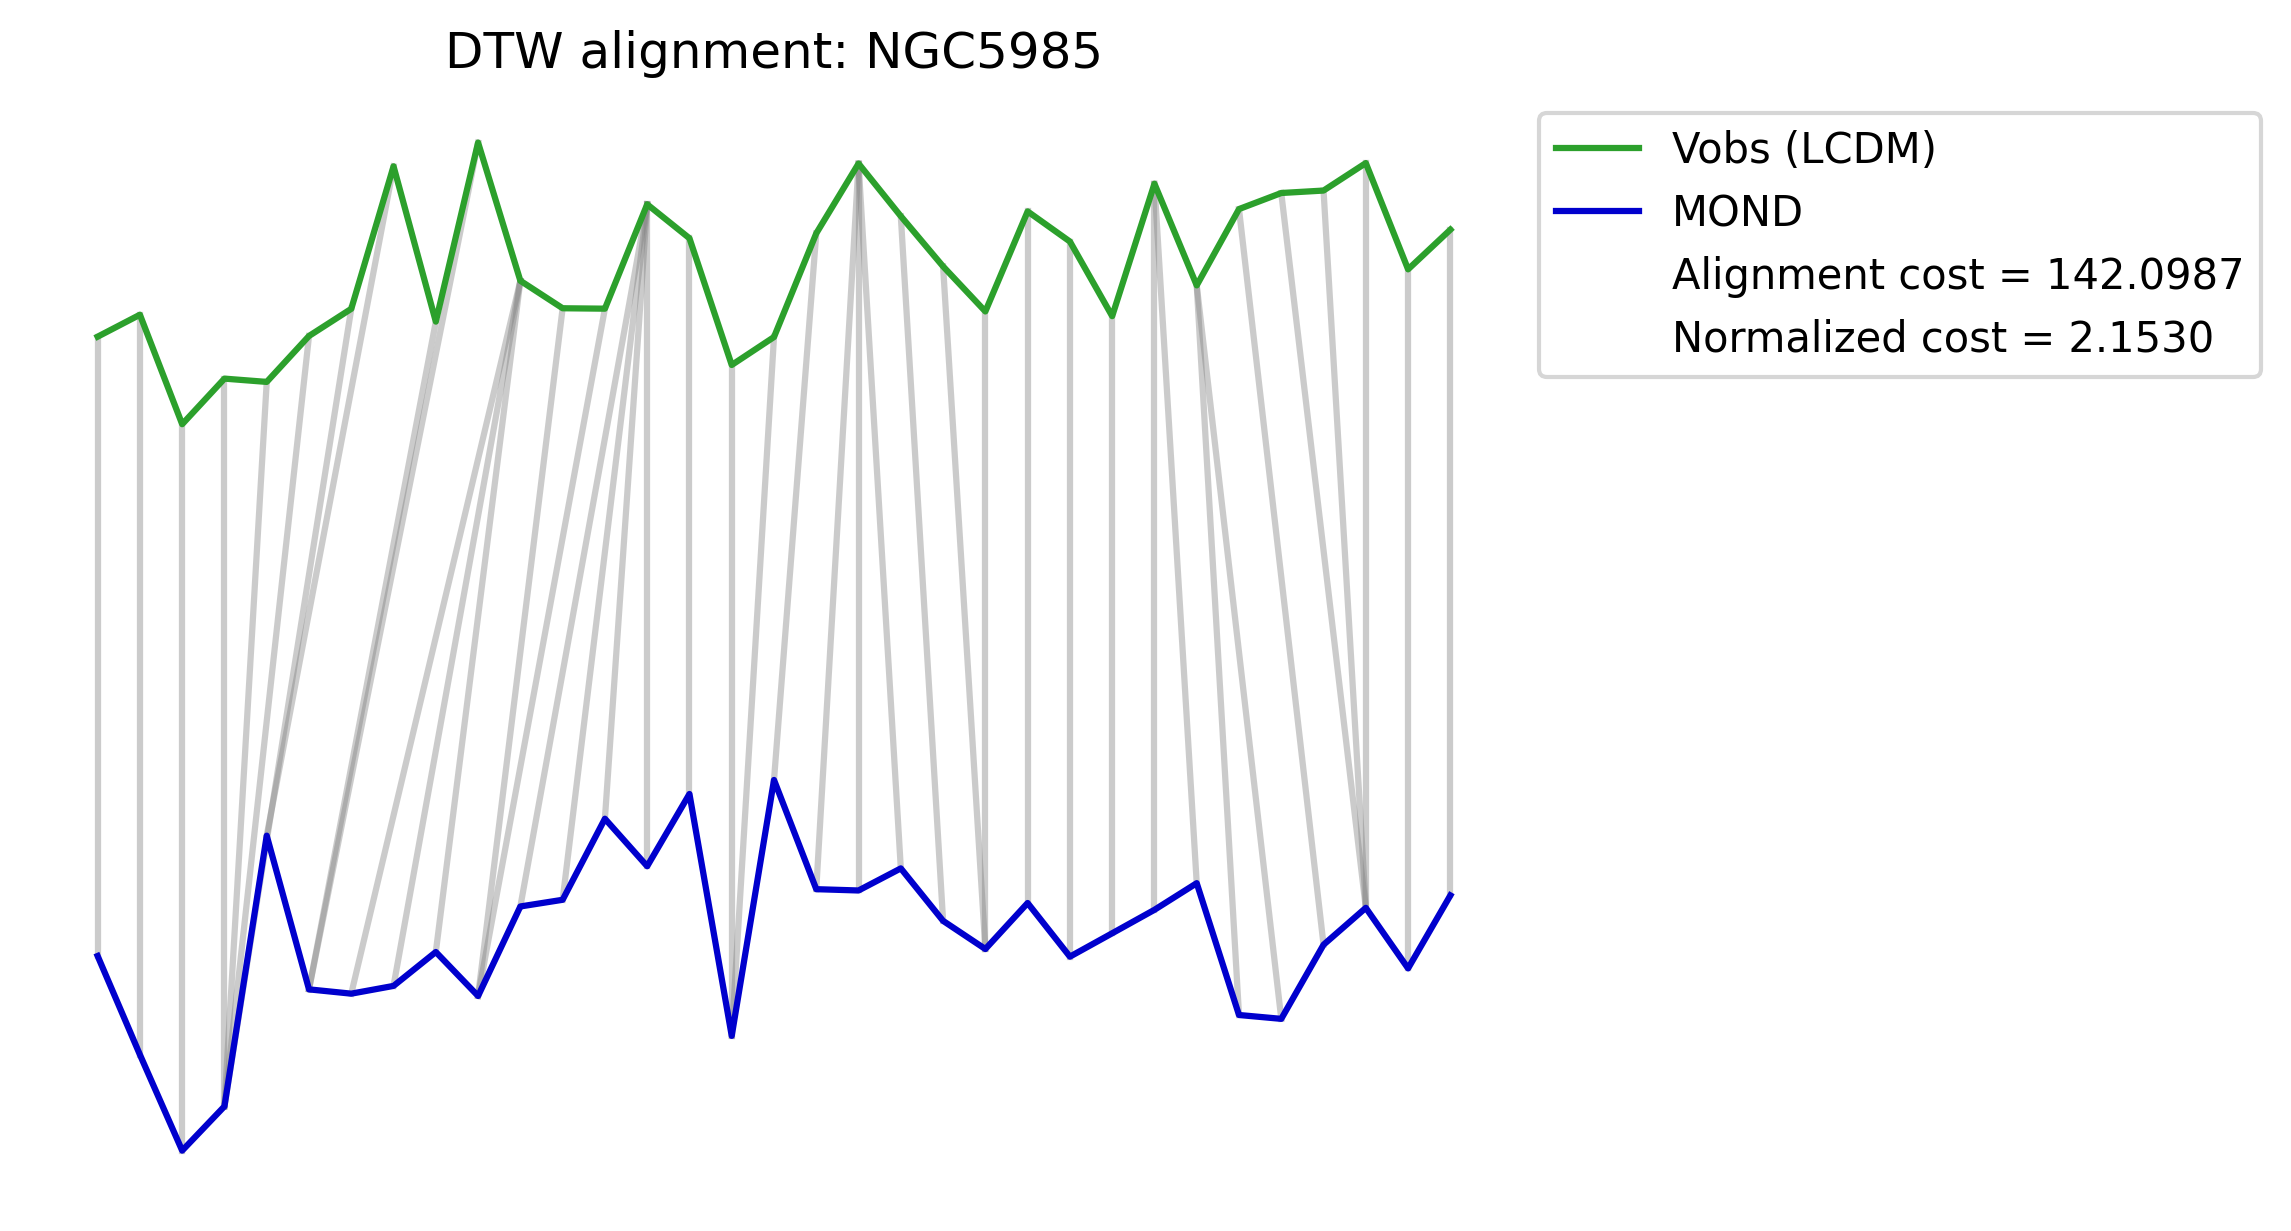 DTW alignment: NGC5985
Vobs (LCDM)
MOND
Alignment cost = 142.0987
Normalized cost = 2.1530